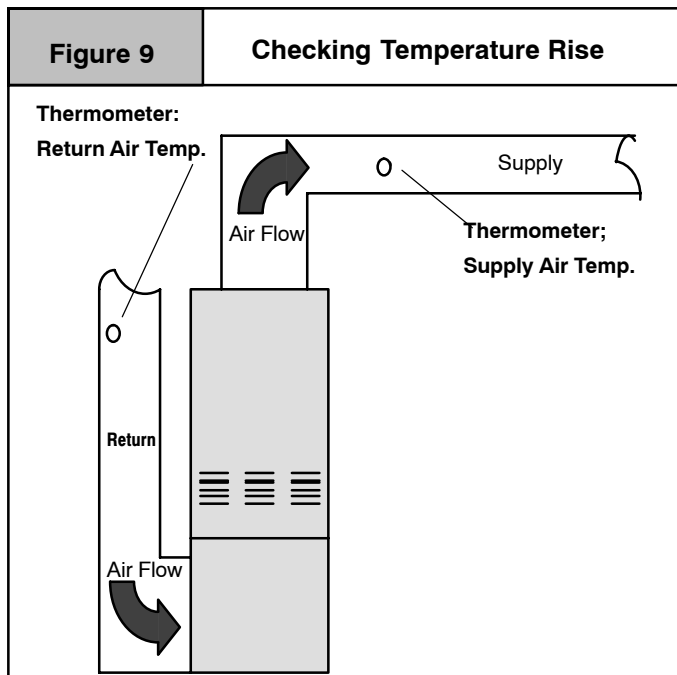 Figure 9
Checking Temperature Rise
Thermometer:
Return Air Temp.
Supply
Air Flow
Thermometer;
Supply Air Temp.
Return
Air Flow